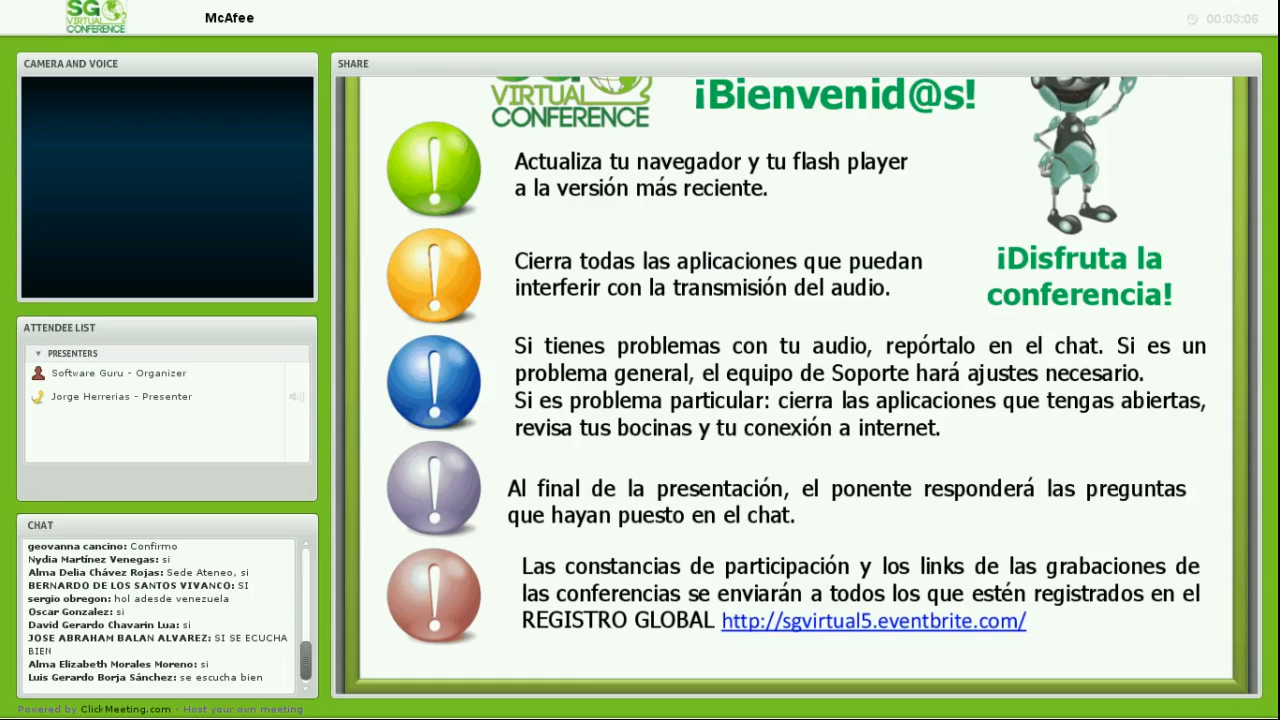 SG
VIRTUAL
CONFERENCE
McAfee
00:03:06
CAMERA AND VOICE
ATTENDEE LIST
PRESENTERS
Software Guru - Organizer
Jorge Herrerias - Presenter
CHAT
geovanna cancino: Confirmo
Nydia Martínez Venegas: si
Alma Delia Chávez Rojas: Sede Ateneo, si
BERNARDO DE LOS SANTOS VIVANCO: SI
sergio obregon: hol adesde venezuela
Oscar Gonzalez: si
David Gerardo Chavarin Lua: si
JOSE ABRAHAM BALAN ALVAREZ: SI SE ECUCHA
BIEN
Alma Elizabeth Morales Moreno: si
Luis Gerardo Borja Sánchez: se escucha bien
Powered by ClickMeeting.com - Host your own meeting
SHARE
VIRTUAL
CONFERENCE
¡Bienvenid@s!
Actualiza tu navegador y tu flash player
a la versión más reciente.
¡Disfruta la
conferencia!
Cierra todas las aplicaciones que puedan
interferir con la transmisión del audio.
Si tienes problemas con tu audio, repórtalo en el chat. Si es un
problema general, el equipo de Soporte hará ajustes necesario.
Si es problema particular: cierra las aplicaciones que tengas abiertas,
revisa tus bocinas y tu conexión a internet.
Al final de la presentación, el ponente responderá las preguntas
que hayan puesto en el chat.
Las constancias de participación y los links de las grabaciones de
las conferencias se enviarán a todos los que estén registrados en el
REGISTRO GLOBAL http://sgvirtual5.eventbrite.com/